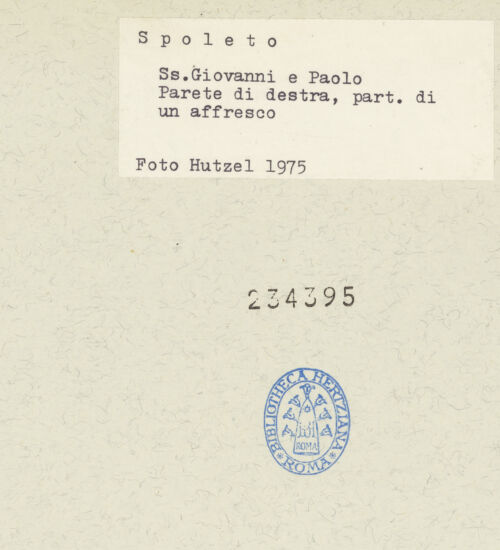 Spoleto
Ss.Giovanni e Paolo
Parete di destra, part. di
un affresco
Foto Hutzel 1975
234395
BIBLIOTHECA HERTZIANA
ROMA
ROMA